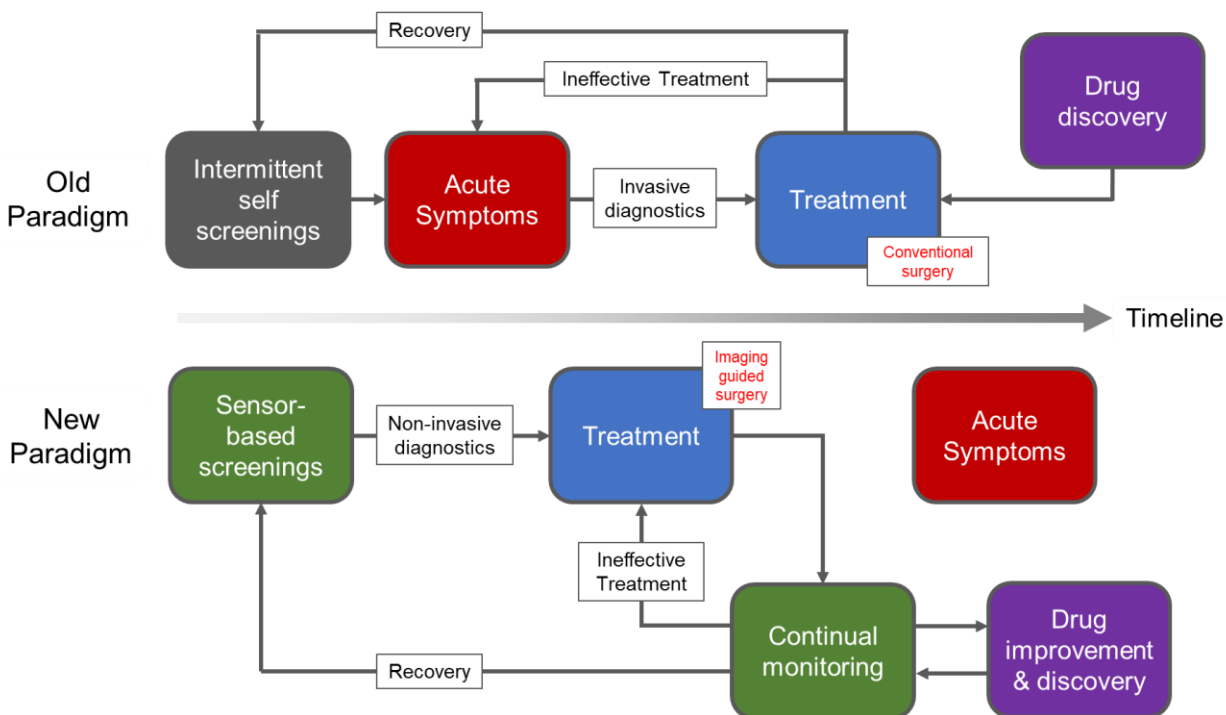 Recovery
Ineffective Treatment
Drug
discovery
Old
Paradigm
Intermittent
self
screenings
Acute
Symptoms
Invasive
diagnostics
Treatment
Conventional
surgery
Timeline
New
Paradigm
Sensor-
based
screenings
Non-invasive
diagnostics
Treatment
Imaging
guided
surgery
Acute
Symptoms
Ineffective
Treatment
Continual
monitoring
Drug
improvement
& discovery
Recovery